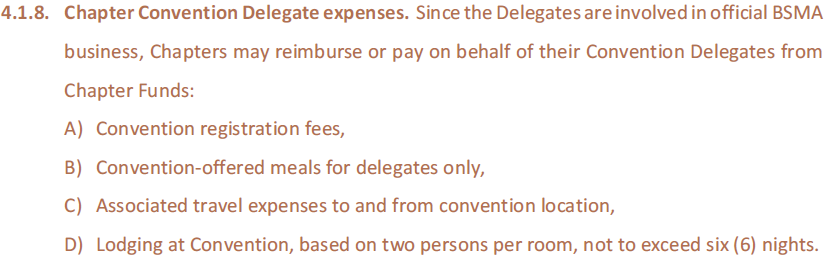 4.1.8. Chapter Convention Delegate expenses. Since the Delegates are involved in official BSMA
business, Chapters may reimburse or pay on behalf of their Convention Delegates from
Chapter Funds:
A) Convention registration fees,
B) Convention-offered meals for delegates only,
C) Associated travel expenses to and from convention location,
D) Lodging at Convention, based on two persons per room, not to exceed six (6) nights.